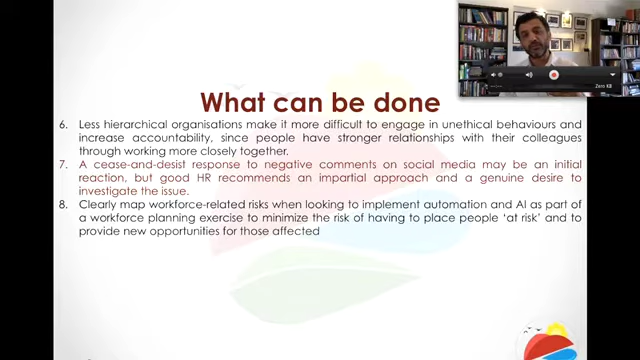 Zero KB
What can be done
6. Less hierarchical organisations make it more difficult to engage in unethical behaviours and
increase accountability, since people have stronger relationships with their colleagues
through working more closely together.
7. A cease-and-desist response to negative comments on social media may be an initial
reaction, but good HR recommends an impartial approach and a genuine desire to
investigate the issue.
8. Clearly map workforce-related risks when looking to implement automation and AI as part of
a workforce planning exercise to minimize the risk of having to place people 'at risk' and to
provide new opportunities for those affected